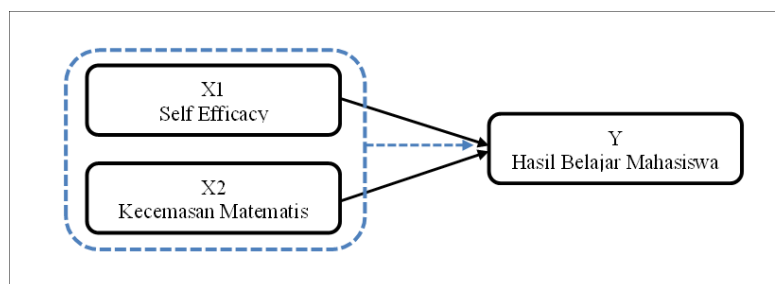 X1
Self Efficacy
X2
Kecemasan Matematis
Y
Hasil Belajar Mahasiswa